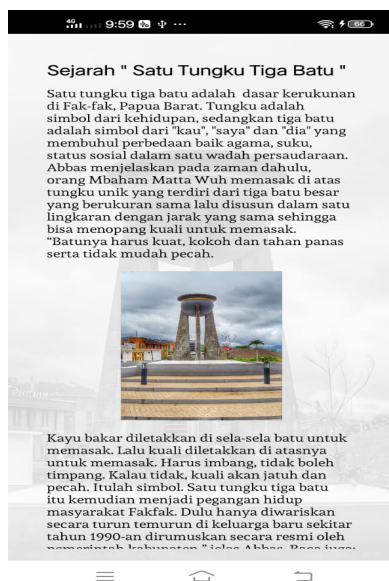 4G 9:59 66
Sejarah " Satu Tungku Tiga Batu "
Satu tungku tiga batu adalah dasar kerukunan
di Fak-fak, Papua Barat. Tungku adalah
simbol dari kehidupan, sedangkan tiga batu
adalah simbol dari "kau", "saya" dan "dia" yang
membuhul perbedaan baik agama, suku,
status sosial dalam satu wadah persaudaraan.
Abbas menjelaskan pada zaman dahulu,
orang Mbaham Matta Wuh memasak di atas
tungku unik yang terdiri dari tiga batu besar
yang berukuran sama lalu disusun dalam satu
lingkaran dengan jarak yang sama sehingga
bisa menopang kuali untuk memasak.
"Batunya harus kuat, kokoh dan tahan panas
serta tidak mudah pecah.
Kayu bakar diletakkan di sela-sela batu untuk
memasak. Lalu kuali diletakkan di atasnya
untuk memasak. Harus imbang, tidak boleh
timpang. Kalau tidak, kuali akan jatuh dan
pecah. Itulah simbol. Satu tungku tiga batu
itu kemudian menjadi pegangan hidup
masyarakat Fakfak. Dulu hanya diwariskan
secara turun temurun di keluarga baru sekitar
tahun 1990-an dirumuskan secara resmi oleh
pemerintah kabupaten," jelas Abbas. Baca juga: